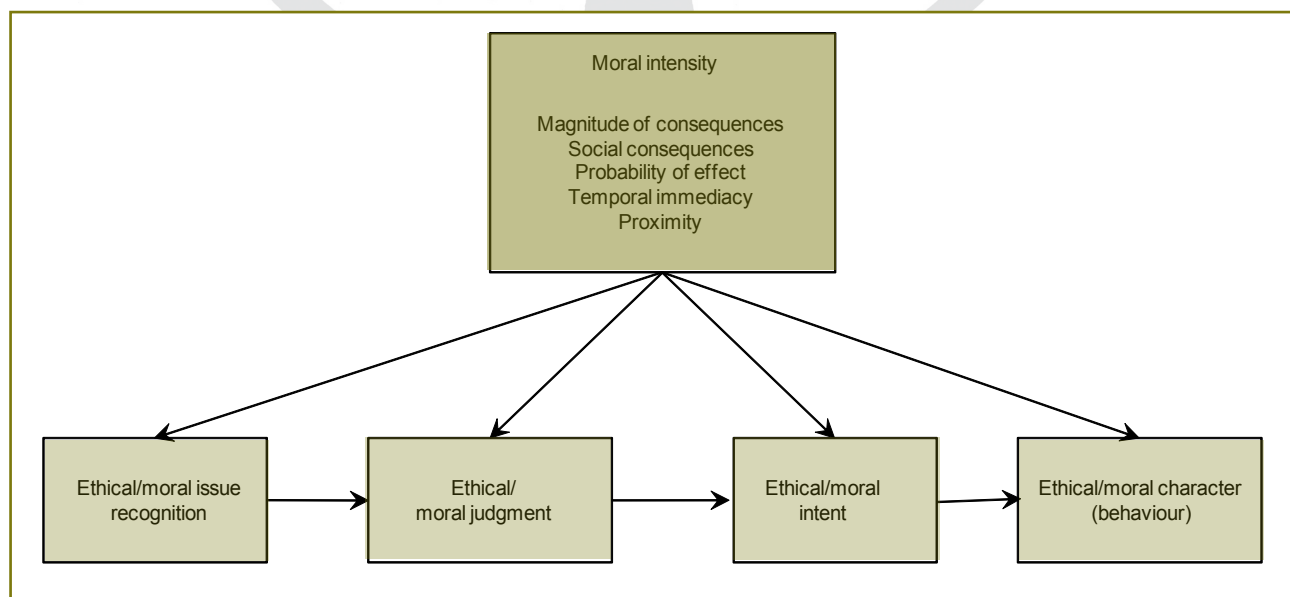 Moral intensity
Magnitude of consequences
Social consequences
Probability of effect
Temporal immediacy
Proximity
Ethical/moral issue
recognition
Ethical/
moral judgment
Ethical/moral
intent
Ethical/moral character
(behaviour)